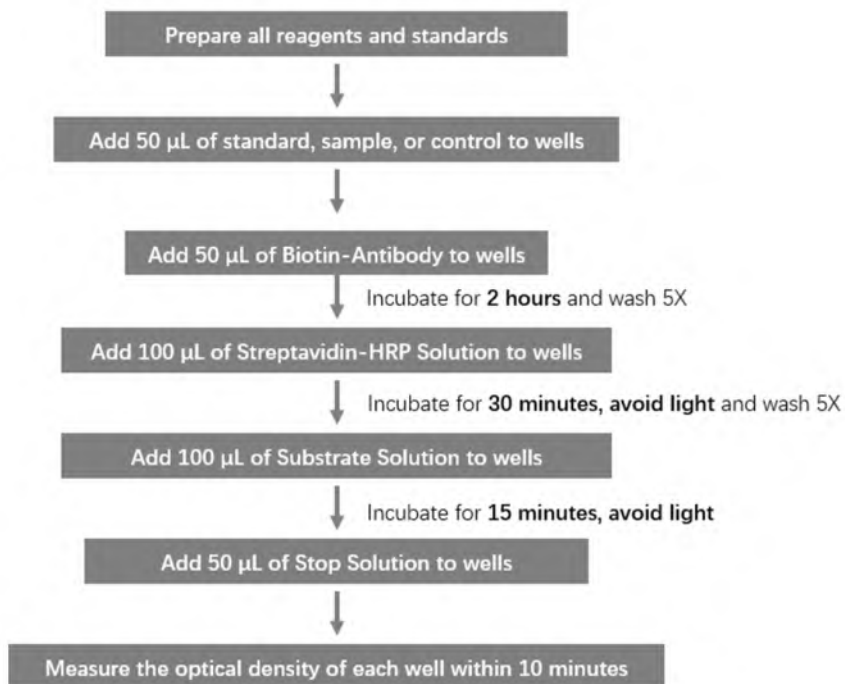 Prepare all reagents and standards
Add 50 μL of standard, sample, or control to wells
Add 50 μL of Biotin-Antibody to wells
Incubate for 2 hours and wash 5X
Add 100 μL of Streptavidin-HRP Solution to wells
Incubate for 30 minutes, avoid light and wash 5X
Add 100 μL of Substrate Solution to wells
Incubate for 15 minutes, avoid light
Add 50 μL of Stop Solution to wells
Measure the optical density of each well within 10 minutes